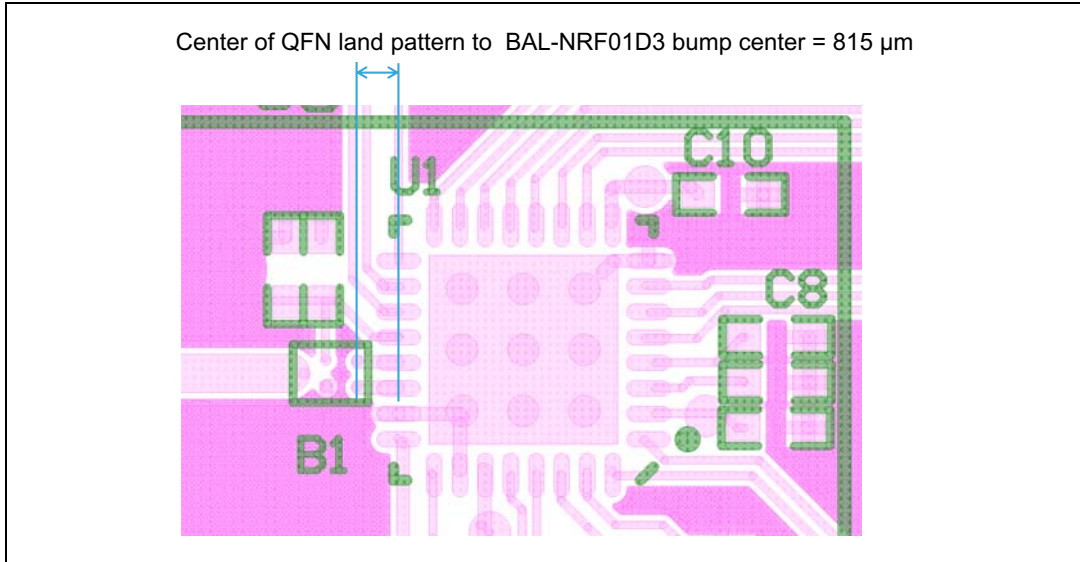 Center of QFN land pattern to BAL-NRF01D3 bump center = 815 µm
U1
C10
C8
B1